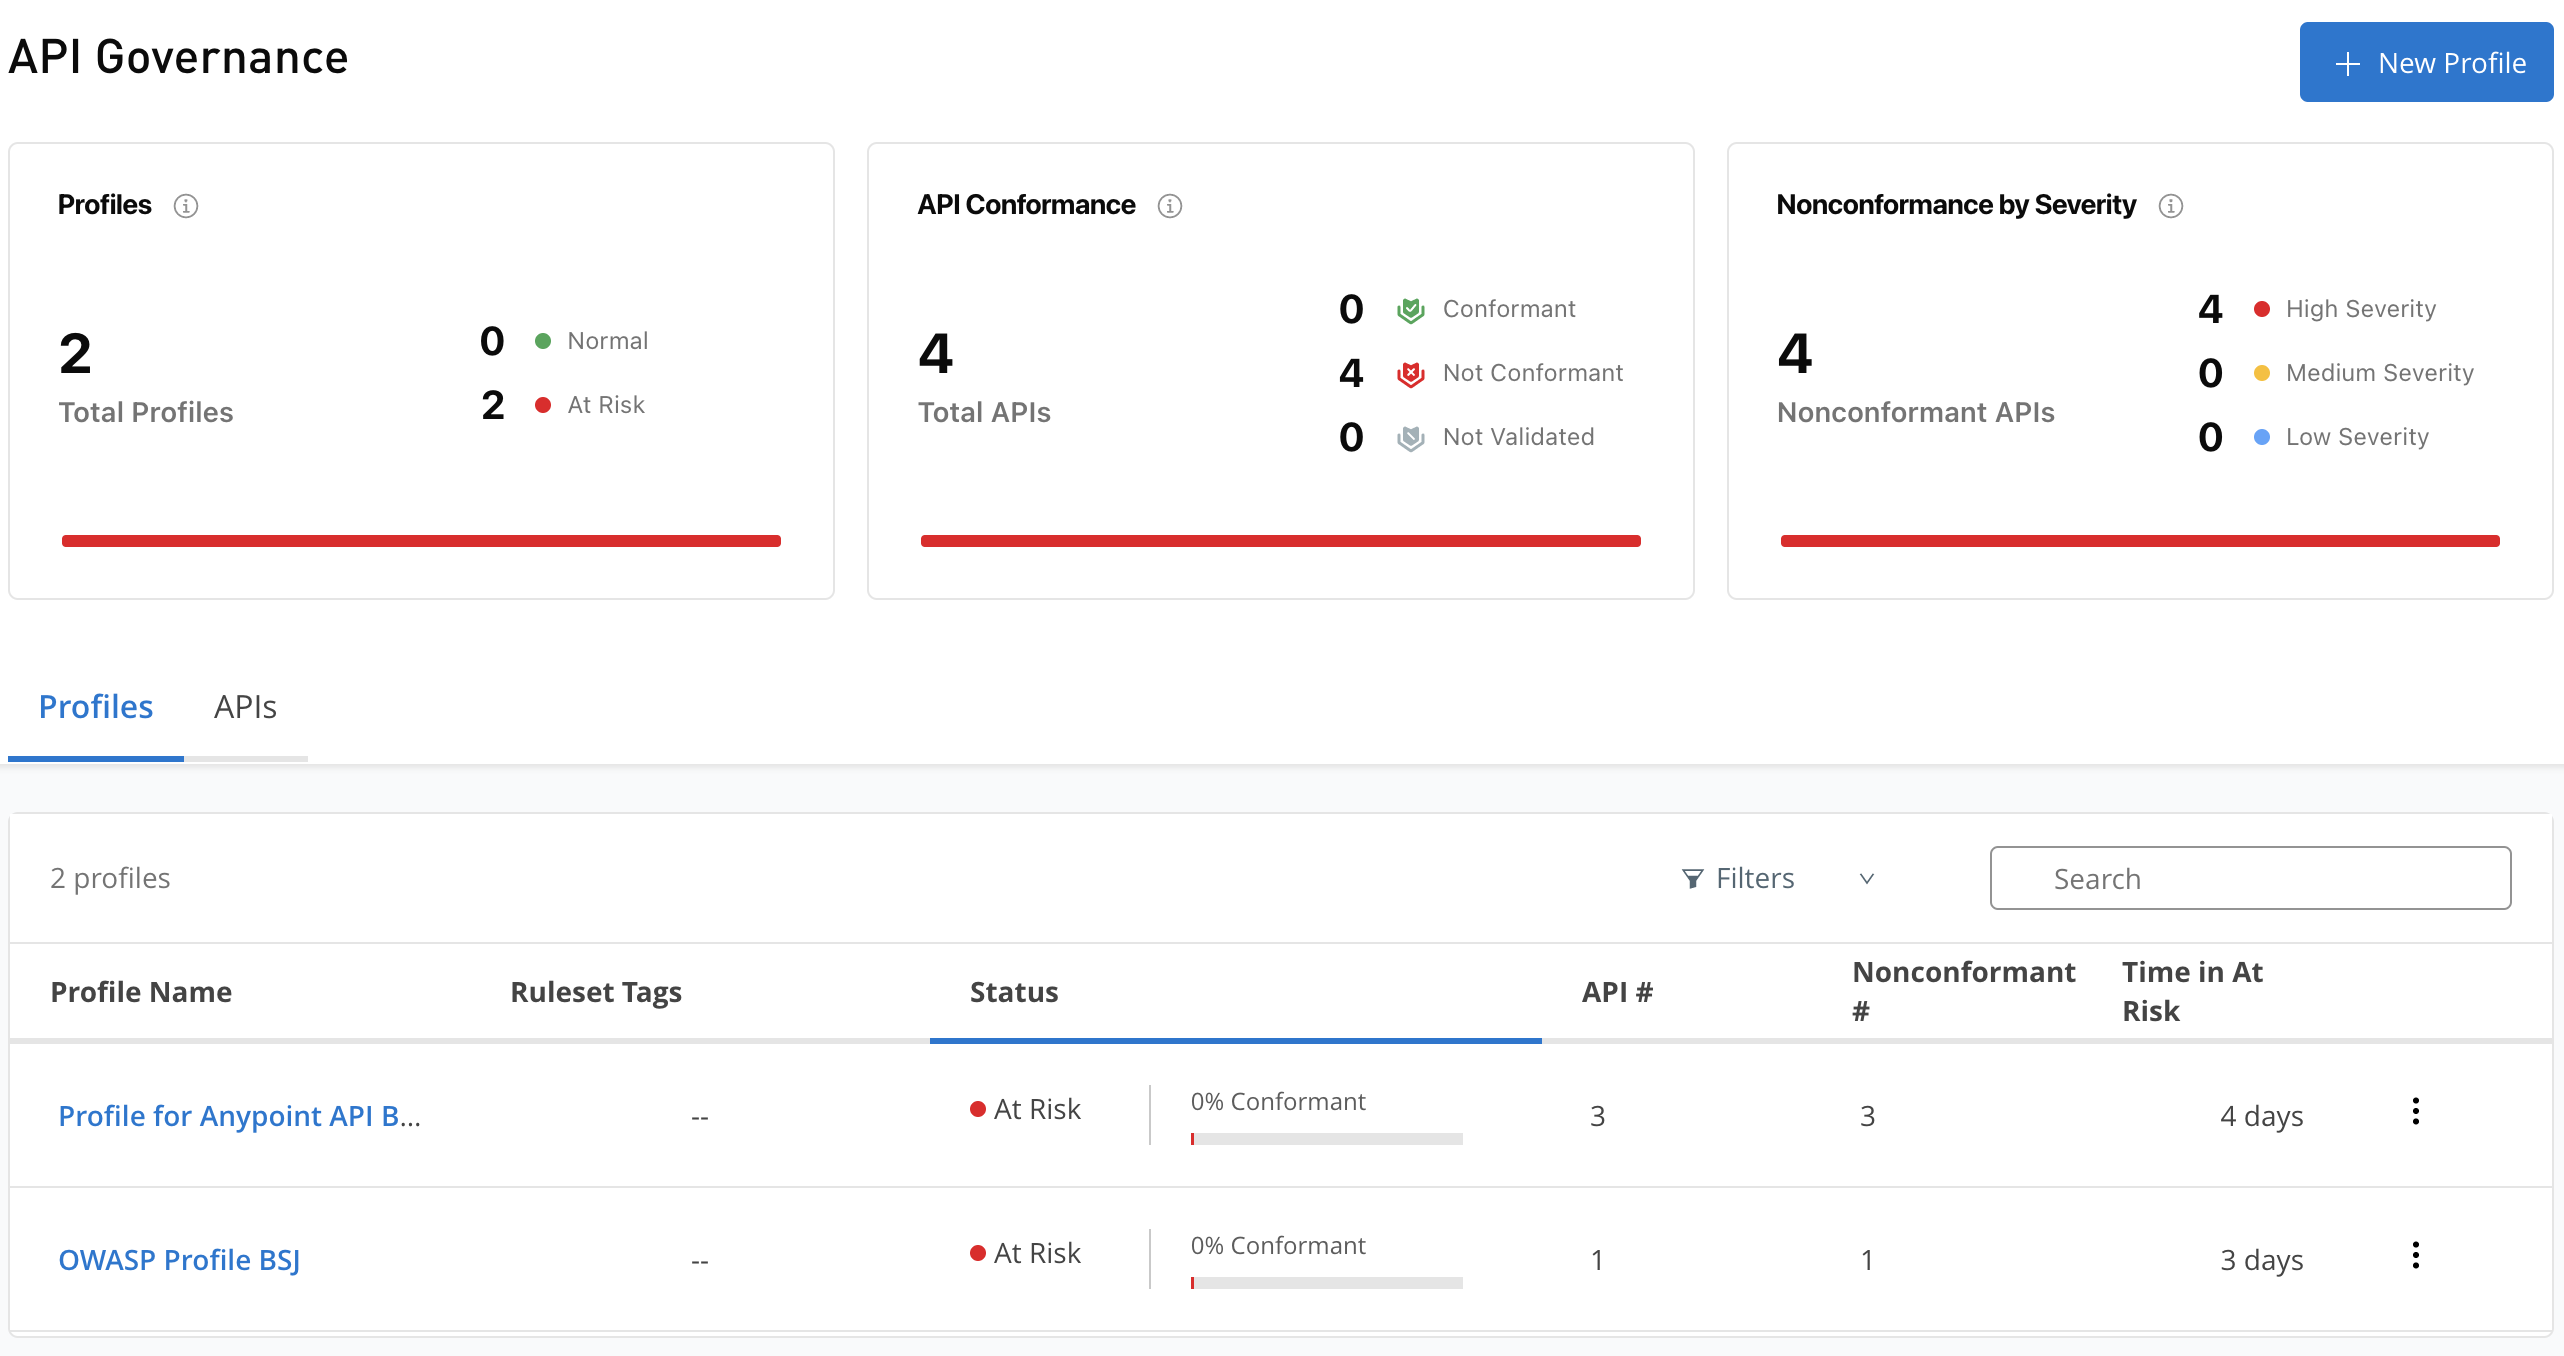 API Governance
+ New Profile
Profiles
2
Total Profiles
0 Normal
2 At Risk
API Conformance
4
Total APIs
0 Conformant
4 Not Conformant
0 Not Validated
Nonconformance by Severity
4
Nonconformant APIs
4 High Severity
0 Medium Severity
0 Low Severity
Profiles APIs
2 profiles Filters Search
Profile Name Ruleset Tags Status API # Nonconformant # Time in At Risk
Profile for Anypoint API B... -- At Risk 0% Conformant 3 3 4 days
OWASP Profile BSJ -- At Risk 0% Conformant 1 1 3 days